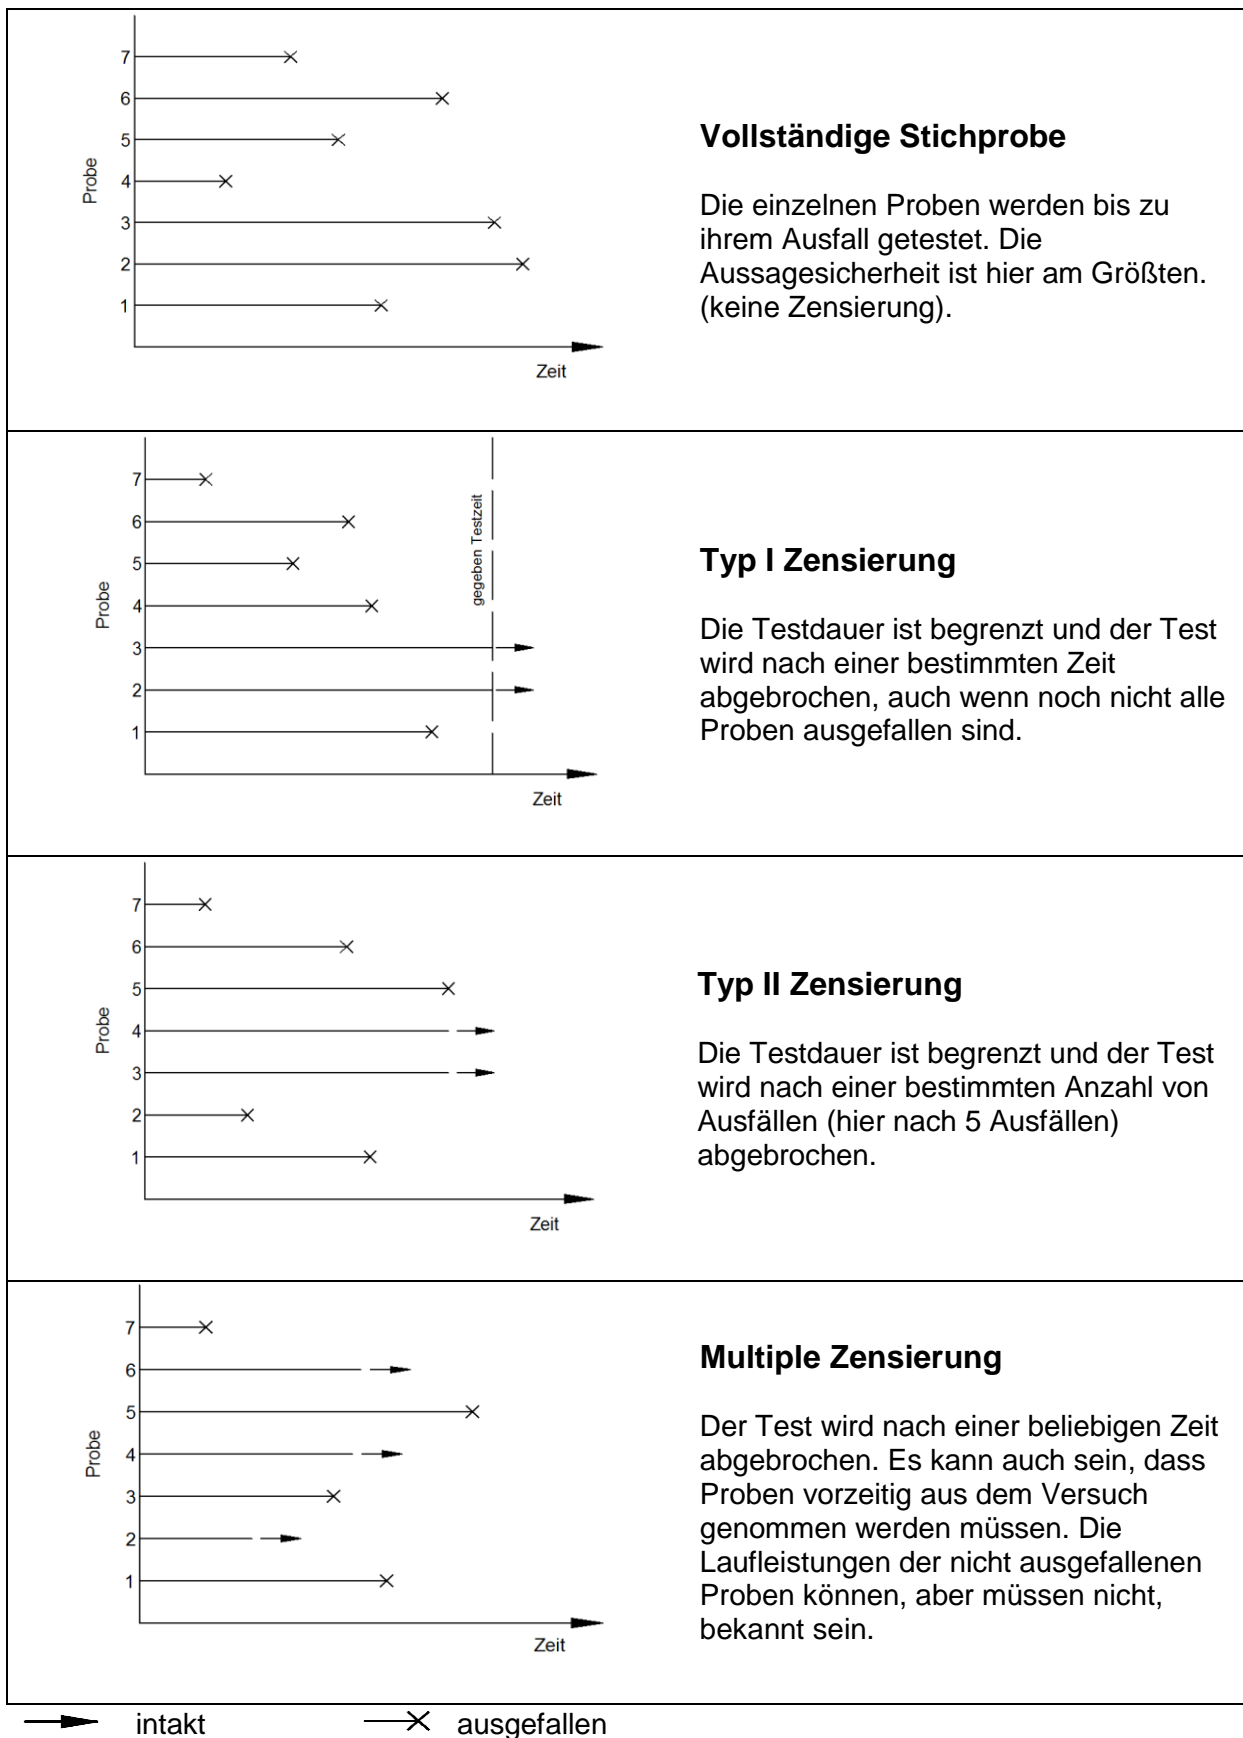 7
6
5
4
3
2
1
Probe
Zeit
Vollständige Stichprobe
Die einzelnen Proben werden bis zu
ihrem Ausfall getestet. Die
Aussagesicherheit ist hier am Größten.
(keine Zensierung).
7
6
5
4
3
2
1
Probe
gegeben Testzeit
Zeit
Typ I Zensierung
Die Testdauer ist begrenzt und der Test
wird nach einer bestimmten Zeit
abgebrochen, auch wenn noch nicht alle
Proben ausgefallen sind.
7
6
5
4
3
2
1
Probe
Zeit
Typ II Zensierung
Die Testdauer ist begrenzt und der Test
wird nach einer bestimmten Anzahl von
Ausfällen (hier nach 5 Ausfällen)
abgebrochen.
7
6
5
4
3
2
1
Probe
Zeit
Multiple Zensierung
Der Test wird nach einer beliebigen Zeit
abgebrochen. Es kann auch sein, dass
Proben vorzeitig aus dem Versuch
genommen werden müssen. Die
Laufleistungen der nicht ausgefallenen
Proben können, aber müssen nicht,
bekannt sein.
intakt
ausgefallen